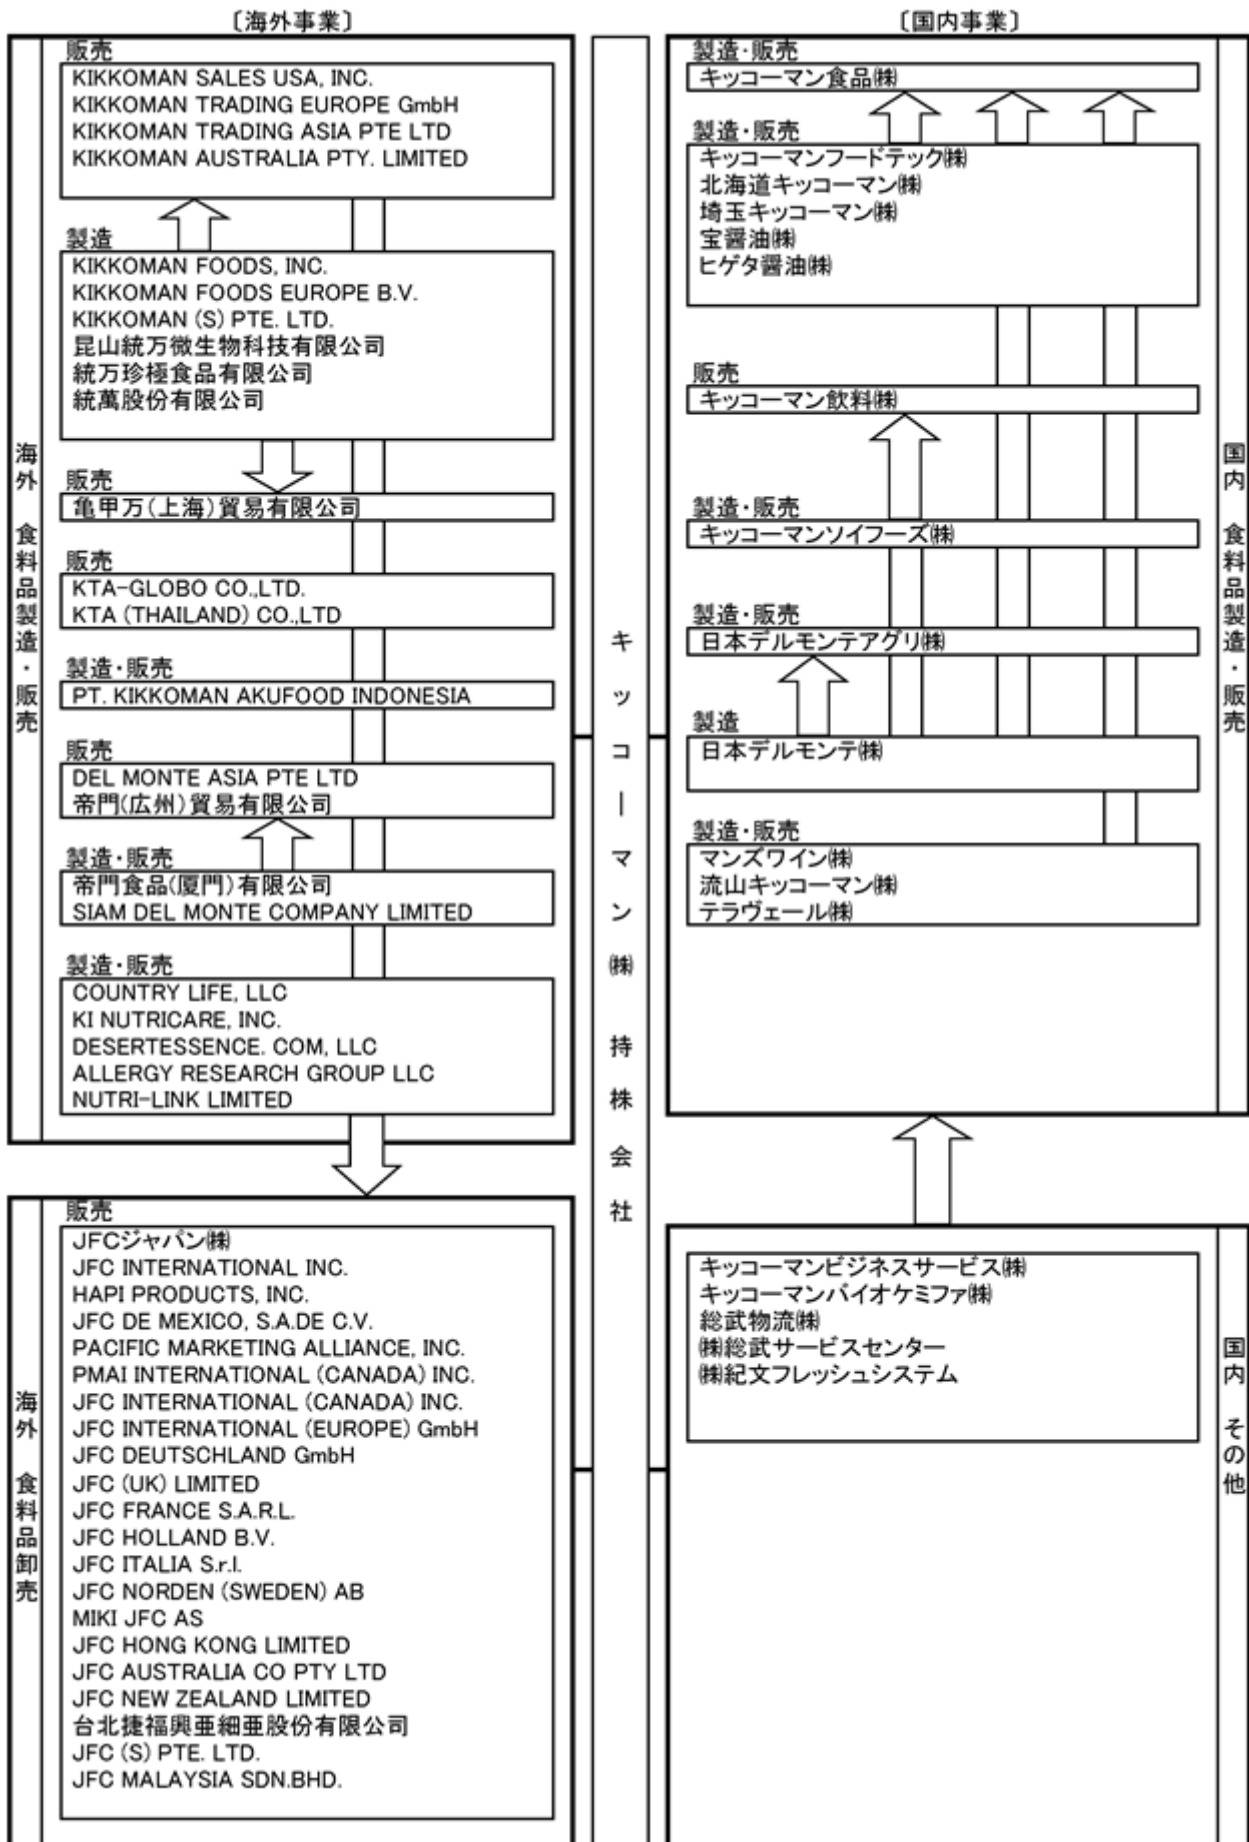 〔海外事業〕
海外 食料品製造・販売
販売
KIKKOMAN SALES USA, INC.
KIKKOMAN TRADING EUROPE GmbH
KIKKOMAN TRADING ASIA PTE LTD
KIKKOMAN AUSTRALIA PTY. LIMITED
製造
KIKKOMAN FOODS, INC.
KIKKOMAN FOODS EUROPE B.V.
KIKKOMAN (S) PTE. LTD.
昆山統万微生物科技有限公司
統万珍極食品有限公司
統萬股份有限公司
販売
亀甲万(上海)貿易有限公司
販売
KTA-GLOBO CO.,LTD.
KTA (THAILAND) CO.,LTD
製造・販売
PT. KIKKOMAN AKUFOOD INDONESIA
販売
DEL MONTE ASIA PTE LTD
帝門(広州)貿易有限公司
製造・販売
帝門食品(厦門)有限公司
SIAM DEL MONTE COMPANY LIMITED
製造・販売
COUNTRY LIFE, LLC
KI NUTRICARE, INC.
DESERTESSENCE. COM, LLC
ALLERGY RESEARCH GROUP LLC
NUTRI-LINK LIMITED
海外 食料品卸売
販売
JFCジャパン㈱
JFC INTERNATIONAL INC.
HAPI PRODUCTS, INC.
JFC DE MEXICO, S.A.DE C.V.
PACIFIC MARKETING ALLIANCE, INC.
PMAI INTERNATIONAL (CANADA) INC.
JFC INTERNATIONAL (CANADA) INC.
JFC INTERNATIONAL (EUROPE) GmbH
JFC DEUTSCHLAND GmbH
JFC (UK) LIMITED
JFC FRANCE S.A.R.L.
JFC HOLLAND B.V.
JFC ITALIA S.r.l.
JFC NORDEN (SWEDEN) AB
MIKI JFC AS
JFC HONG KONG LIMITED
JFC AUSTRALIA CO PTY LTD
JFC NEW ZEALAND LIMITED
台北捷福興亜細亜股份有限公司
JFC (S) PTE. LTD.
JFC MALAYSIA SDN.BHD.
キッコーマン㈱ 持株会社
〔国内事業〕
製造・販売
キッコーマン食品㈱
製造・販売
キッコーマンフードテック㈱
北海道キッコーマン㈱
埼玉キッコーマン㈱
宝醤油㈱
ヒゲタ醤油㈱
販売
キッコーマン飲料㈱
製造・販売
キッコーマンソイフーズ㈱
製造・販売
日本デルモンテアグリ㈱
製造
日本デルモンテ㈱
製造・販売
マンズワイン㈱
流山キッコーマン㈱
テラヴェール㈱
国内 食料品製造・販売
キッコーマンビジネスサービス㈱
キッコーマンバイオケミファ㈱
総武物流㈱
㈱総武サービスセンター
㈱紀文フレッシュシステム
国内 その他